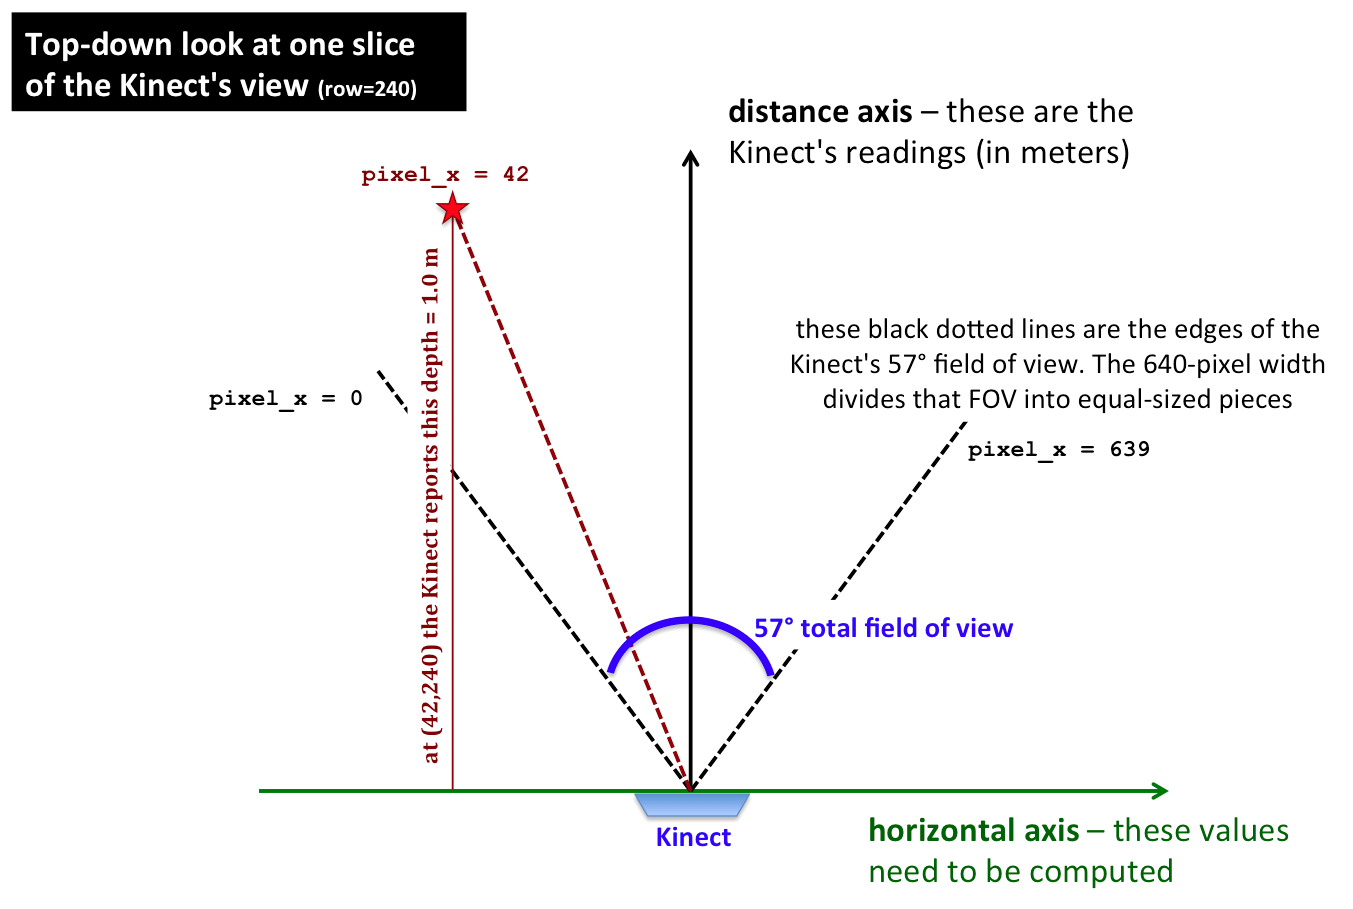 Top-down look at one slice
of the Kinect's view (row=240)
distance axis – these are the
Kinect's readings (in meters)
pixel_x = 42
at (42,240) the Kinect reports this depth = 1.0 m
pixel_x = 0
these black dotted lines are the edges of the
Kinect's 57° field of view. The 640-pixel width
divides that FOV into equal-sized pieces
pixel_x = 639
57° total field of view
Kinect
horizontal axis – these values
need to be computed